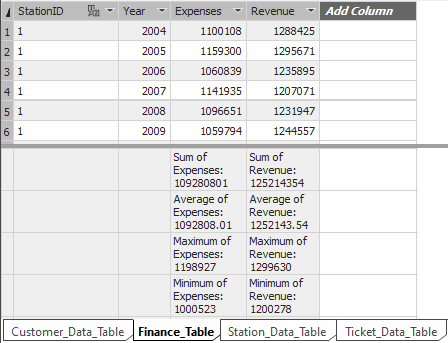 StationID Year Expenses Revenue Add Column
1 1 2004 1100108 1288425
2 1 2005 1159300 1295671
3 1 2006 1060839 1235895
4 1 2007 1141935 1207071
5 1 2008 1096651 1231947
6 1 2009 1059794 1244557
Sum of Sum of
Expenses: Revenue:
109280801 125214354
Average of Average of
Expenses: Revenue:
1092808.01 1252143.54
Maximum of Maximum of
Expenses: Revenue:
1198927 1299630
Minimum of Minimum of
Expenses: Revenue:
1000523 1200278
Customer_Data_Table Finance_Table Station_Data_Table Ticket_Data_Table